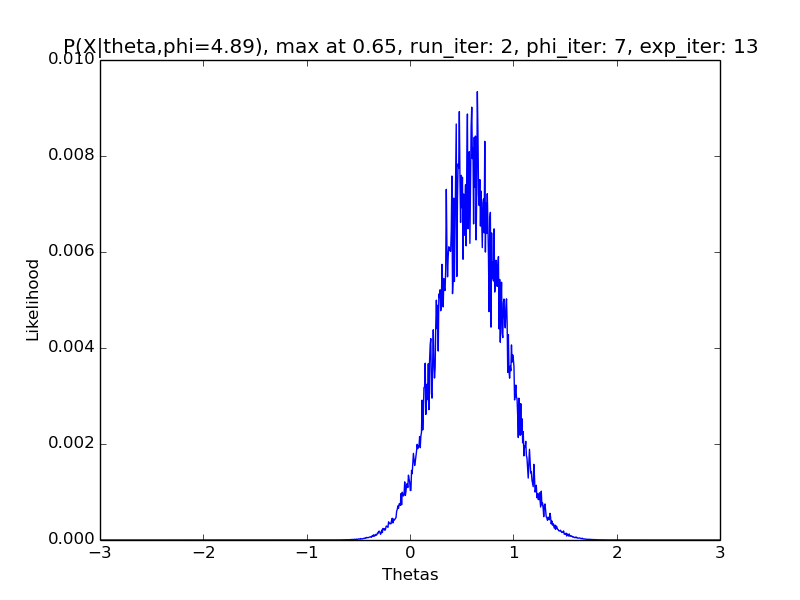 P(X|theta,phi=4.89), max at 0.65, run_iter: 2, phi_iter: 7, exp_iter: 13
0.010
0.008
0.006
0.004
0.002
0.000
Likelihood
−3 −2 −1 0 1 2 3
Thetas